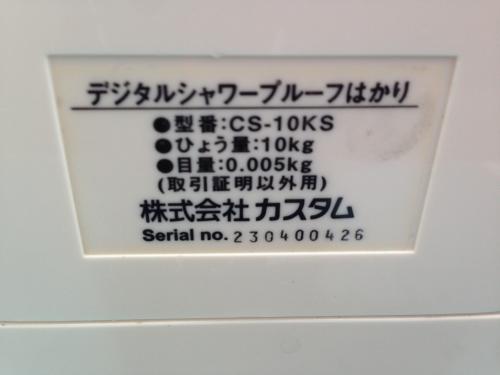 デジタルシャワープルーフはかり
●型番:CS-10KS
●ひょう量:10kg
●目量:0.005kg
(取引証明以外用)
株式会社 カスタム
Serial no. 230400426